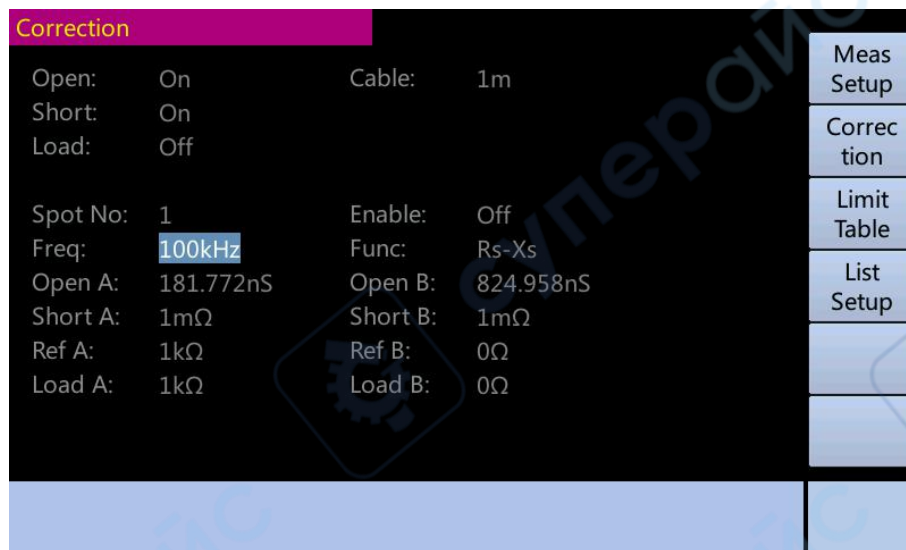 Correction
Open: On Cable: 1m
Short: On
Load: Off
Spot No: 1 Enable: Off
Freq: 100kHz Func: Rs-Xs
Open A: 181.772nS Open B: 824.958nS
Short A: 1mΩ Short B: 1mΩ
Ref A: 1kΩ Ref B: 0Ω
Load A: 1kΩ Load B: 0Ω
Meas
Setup
Correc
tion
Limit
Table
List
Setup
суперайс